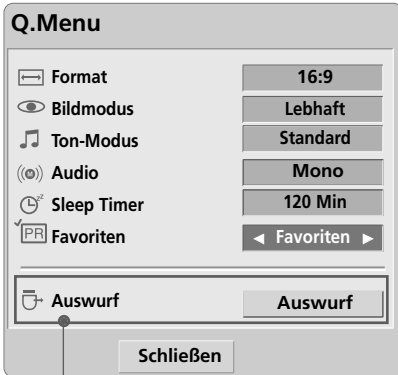 Q.Menu
Format 16:9
Bildmodus Lebhaft
Ton-Modus Standard
Audio Mono
Sleep Timer 120 Min
PR Favoriten ◄ Favoriten ►
Auswurf Auswurf
Schließen